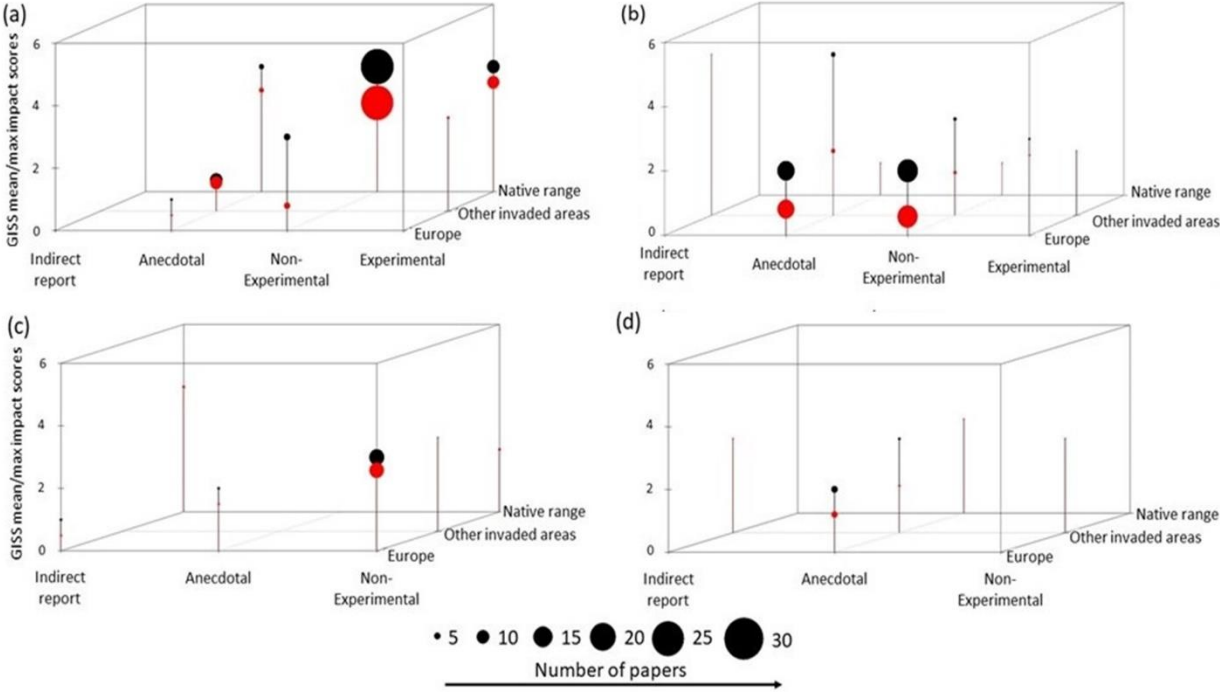 (a)
GISS mean/max impact scores
6
4
2
0
Native range
Other invaded areas
Europe
Indirect
report
Anecdotal
Non-
Experimental
Experimental
(b)
6
4
2
0
Native range
Other invaded areas
Europe
Indirect
report
Anecdotal
Non-
Experimental
Experimental
(c)
GISS mean/max impact scores
6
4
2
0
Native range
Other invaded areas
Europe
Indirect
report
Anecdotal
Non-
Experimental
(d)
6
4
2
0
Native range
Other invaded areas
Europe
Indirect
report
Anecdotal
Non-
Experimental
5 10 15 20 25 30
Number of papers